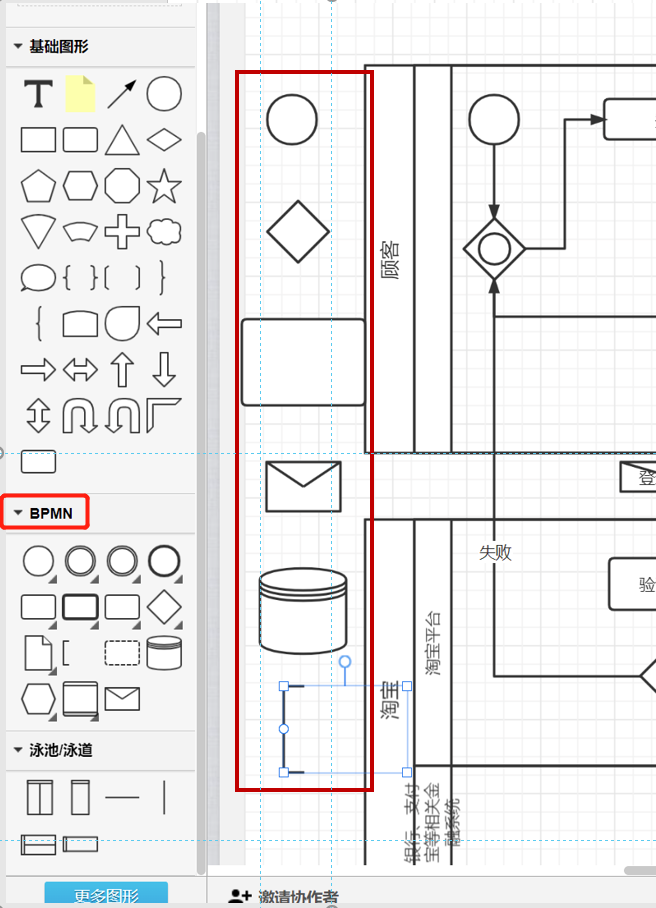 基础图形
T
顾客
登
BPMN
失败
验
淘宝平台
淘宝
泳池/泳道
银行、支付
宝等相关金
融系统
更多图形
邀请协作者